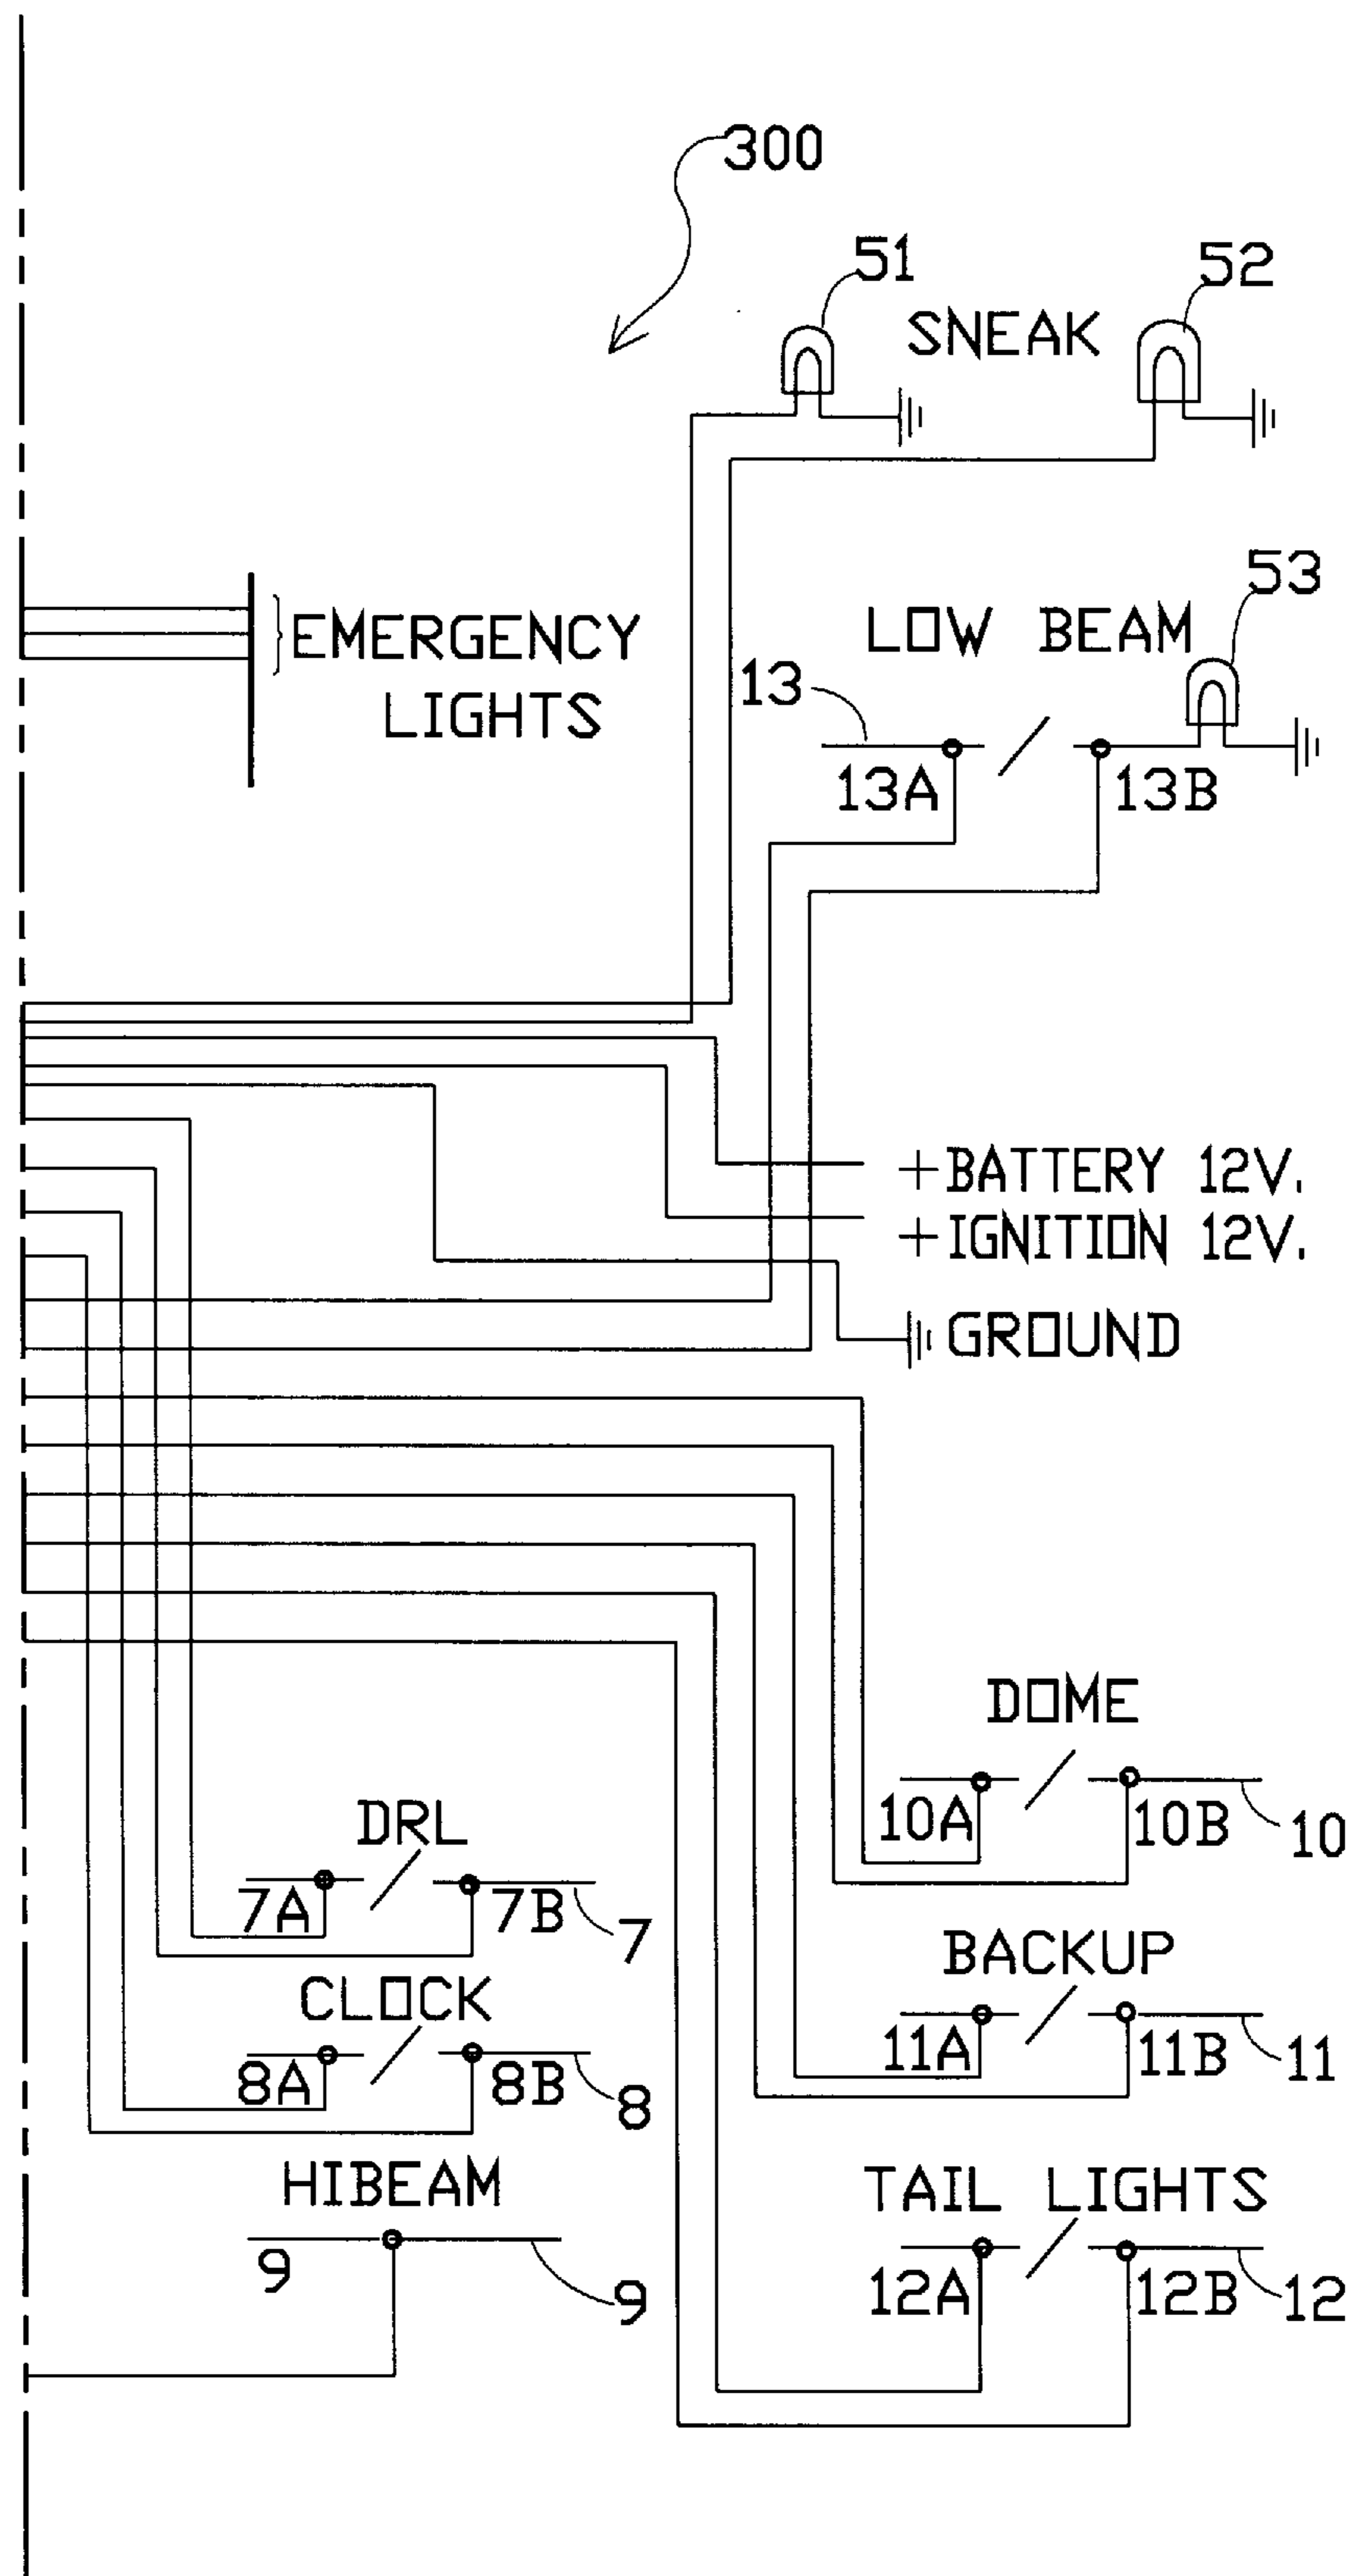 300
51
SNEAK
52
53
EMERGENCY
LIGHTS
LOW BEAM
13
13A
13B
+BATTERY 12V.
+IGNITION 12V.
GROUND
DOME
10A
10B
10
DRL
7A
7B
7
BACKUP
11A
11B
11
CLOCK
8A
8B
8
HIBEAM
9
9
TAIL LIGHTS
12A
12B
12